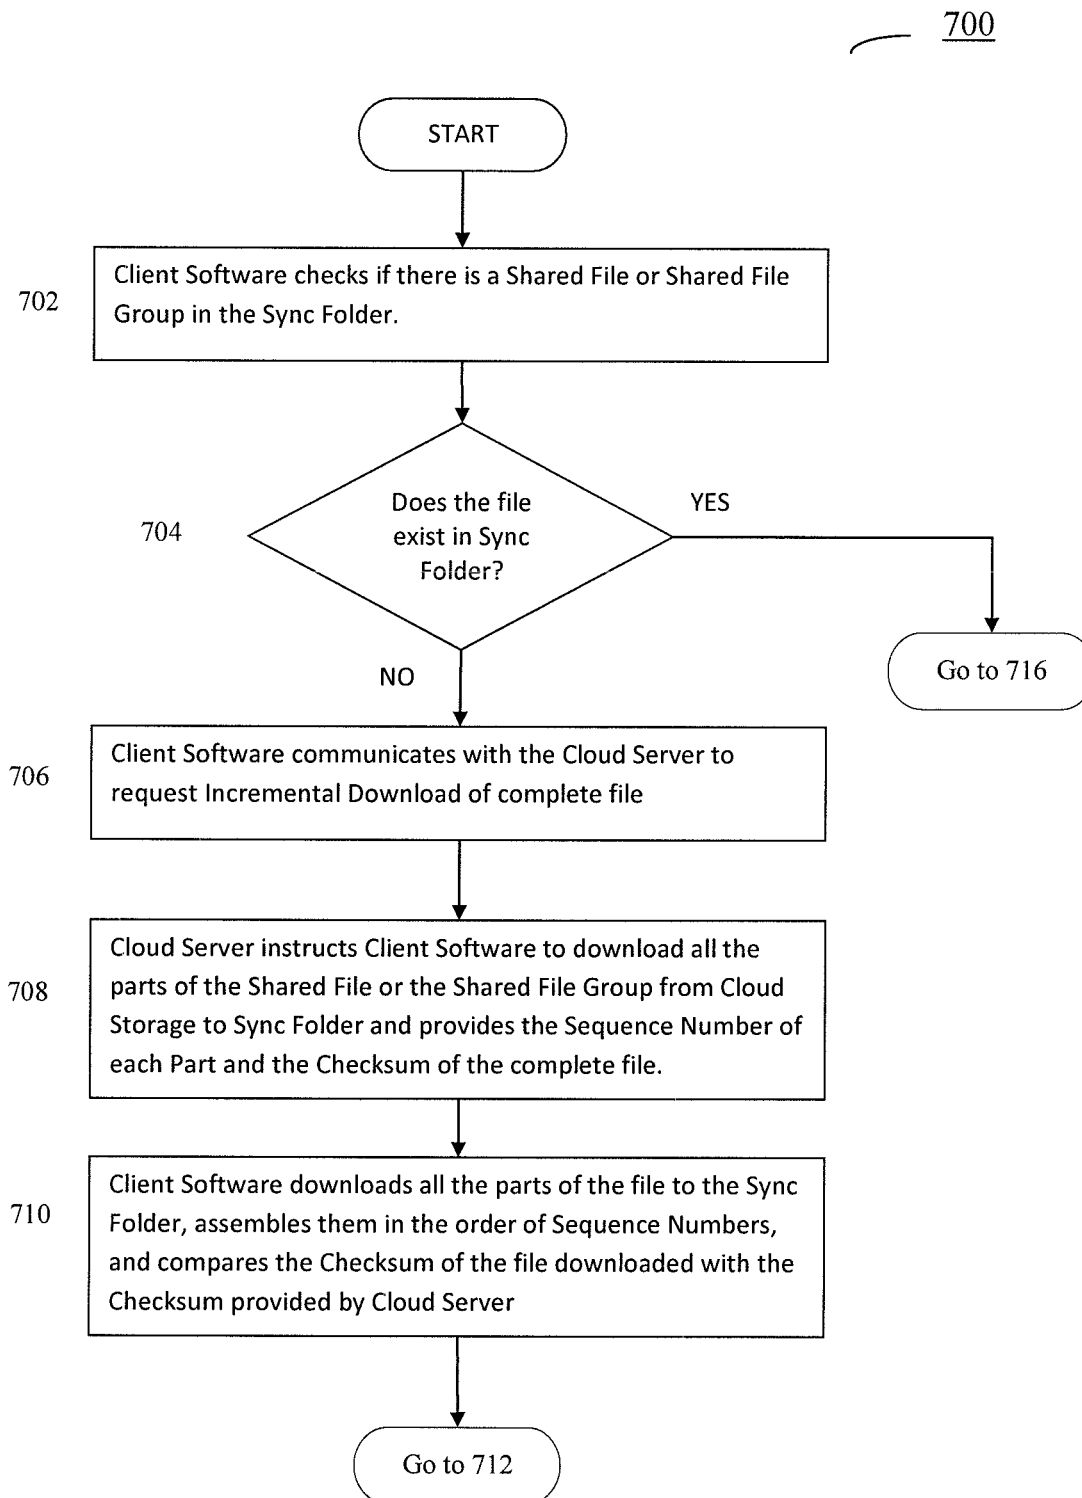 700
START
702
Client Software checks if there is a Shared File or Shared File
Group in the Sync Folder.
704
Does the file
exist in Sync
Folder?
YES
Go to 716
NO
706
Client Software communicates with the Cloud Server to
request Incremental Download of complete file
708
Cloud Server instructs Client Software to download all the
parts of the Shared File or the Shared File Group from Cloud
Storage to Sync Folder and provides the Sequence Number of
each Part and the Checksum of the complete file.
710
Client Software downloads all the parts of the file to the Sync
Folder, assembles them in the order of Sequence Numbers,
and compares the Checksum of the file downloaded with the
Checksum provided by Cloud Server
Go to 712